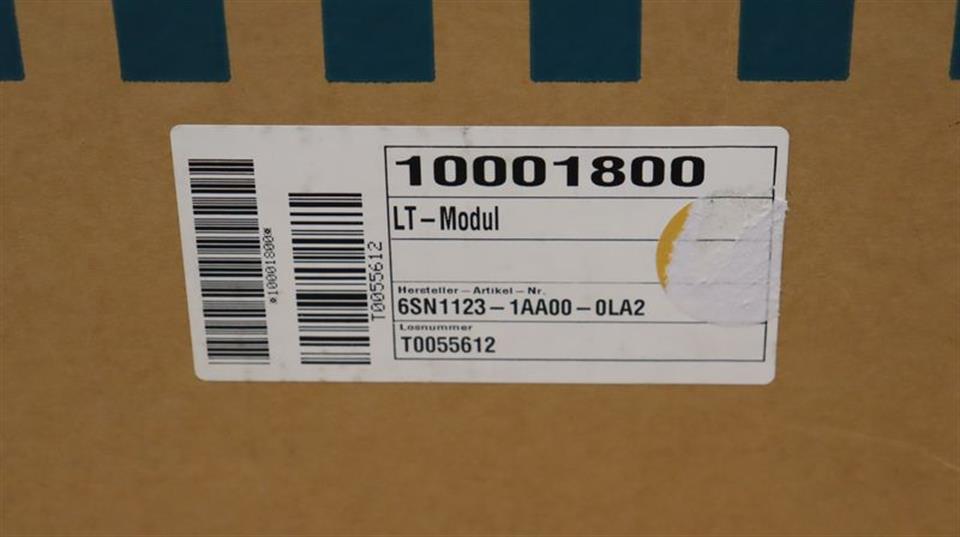 *10001800*
T0055612
10001800
LT-Modul
Hersteller-Artikel-Nr.
6SN1123-1AA00-0LA2
Losnummer
T0055612